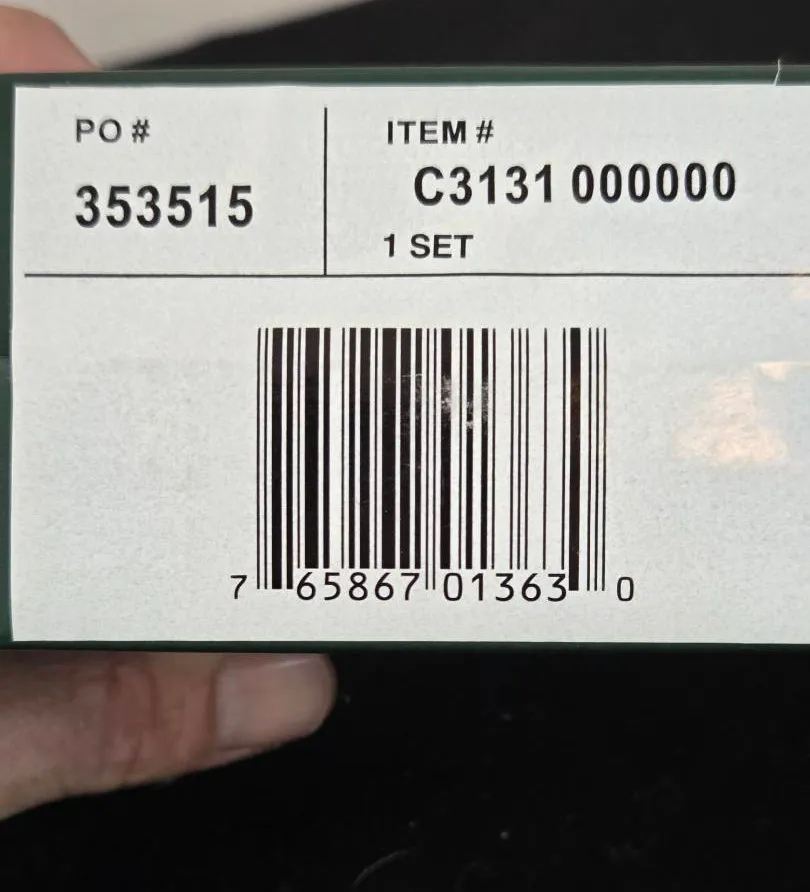 PO #
353515
ITEM #
C3131 000000
1 SET
7 65867 01363 0